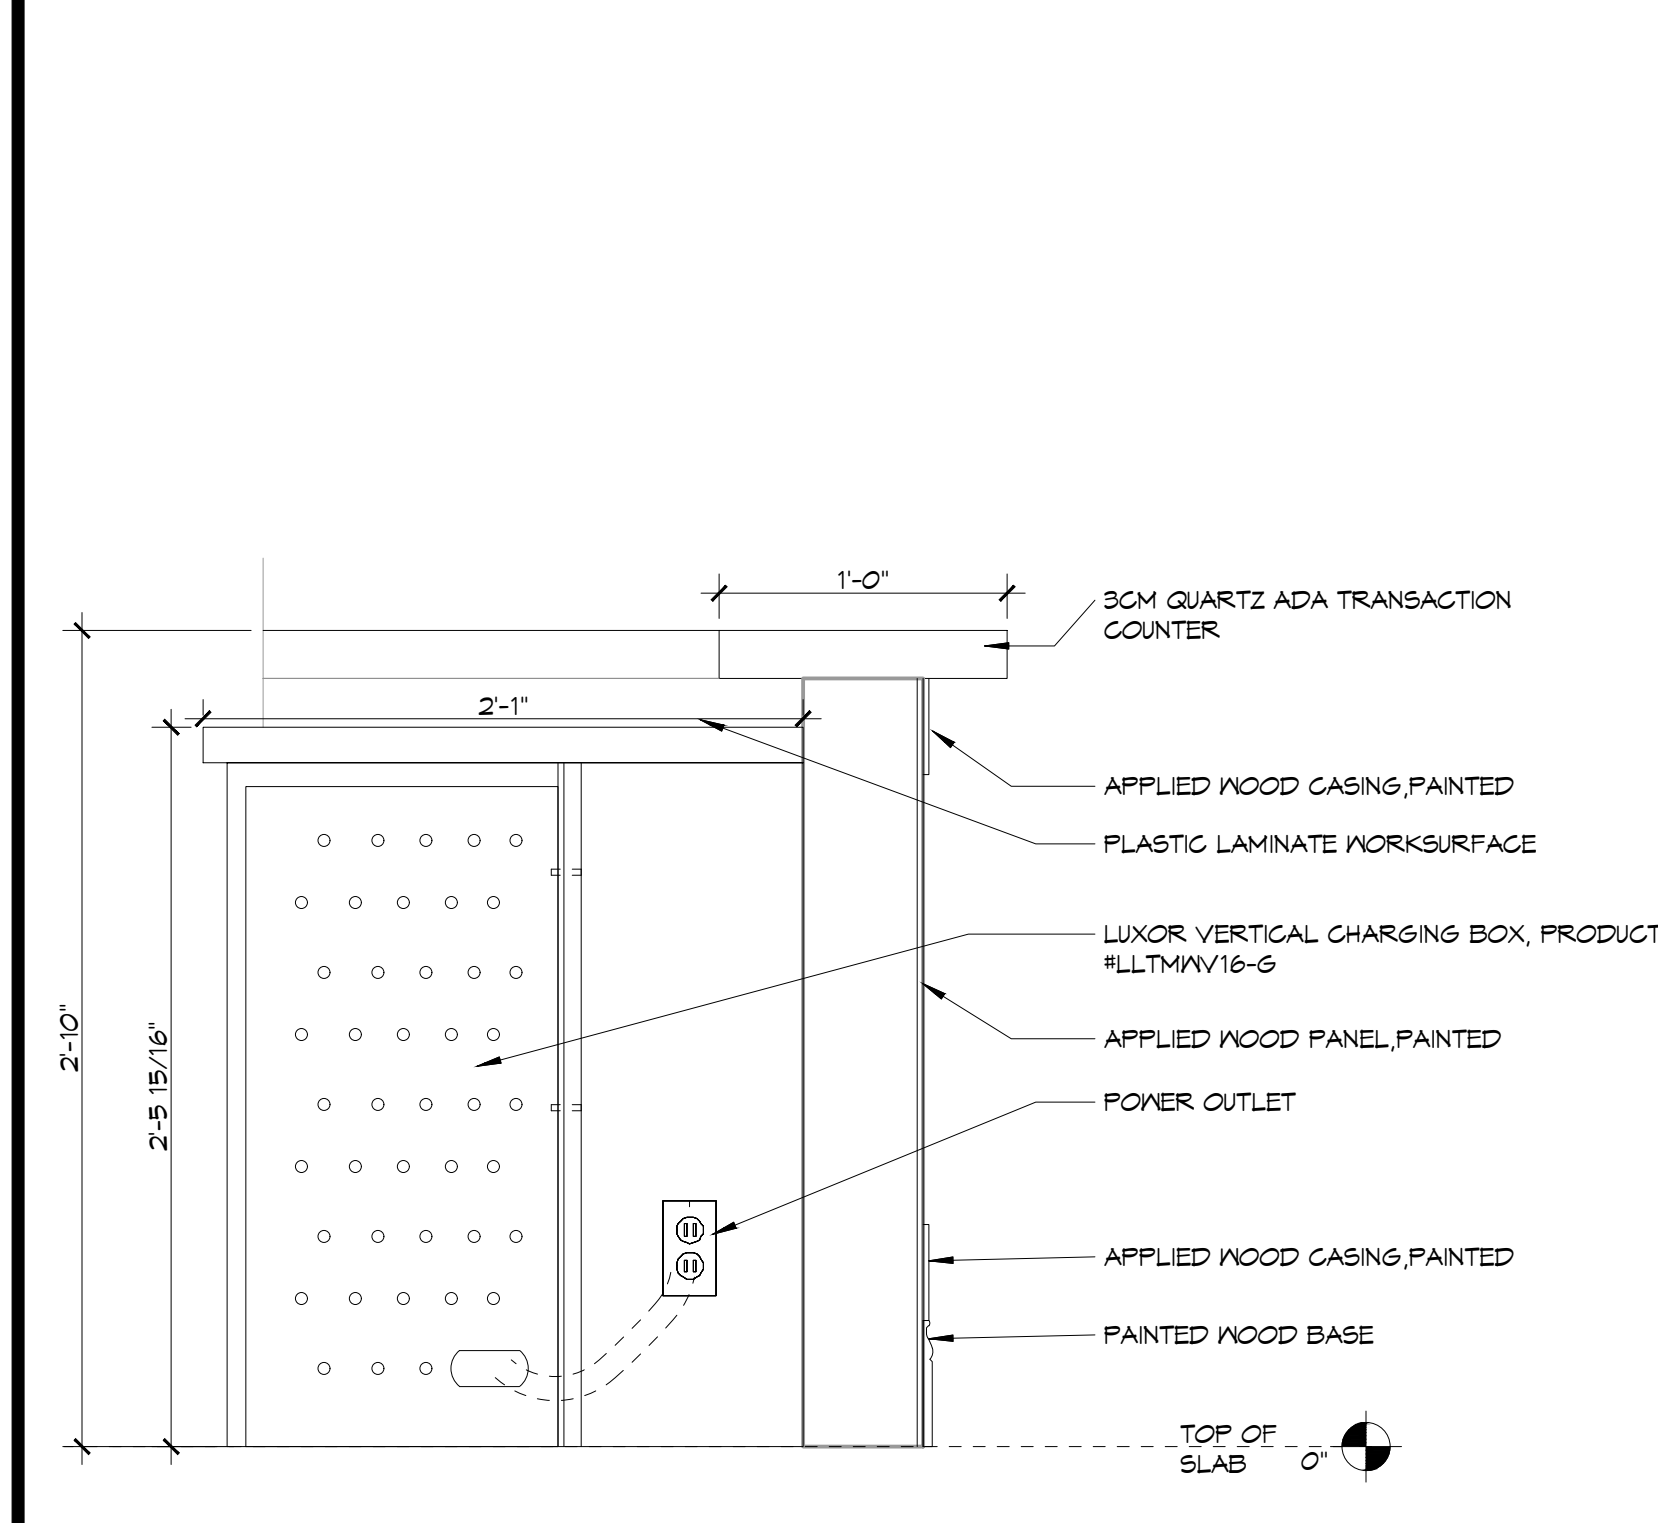 1'-0"
3CM QUARTZ ADA TRANSACTION
COUNTER
2'-1"
APPLIED WOOD CASING,PAINTED
PLASTIC LAMINATE WORKSURFACE
LUXOR VERTICAL CHARGING BOX, PRODUCT
#LLTMWV16-G
2'-10"
2'-5 15/16"
APPLIED WOOD PANEL,PAINTED
POWER OUTLET
APPLIED WOOD CASING,PAINTED
PAINTED WOOD BASE
TOP OF
SLAB 0"